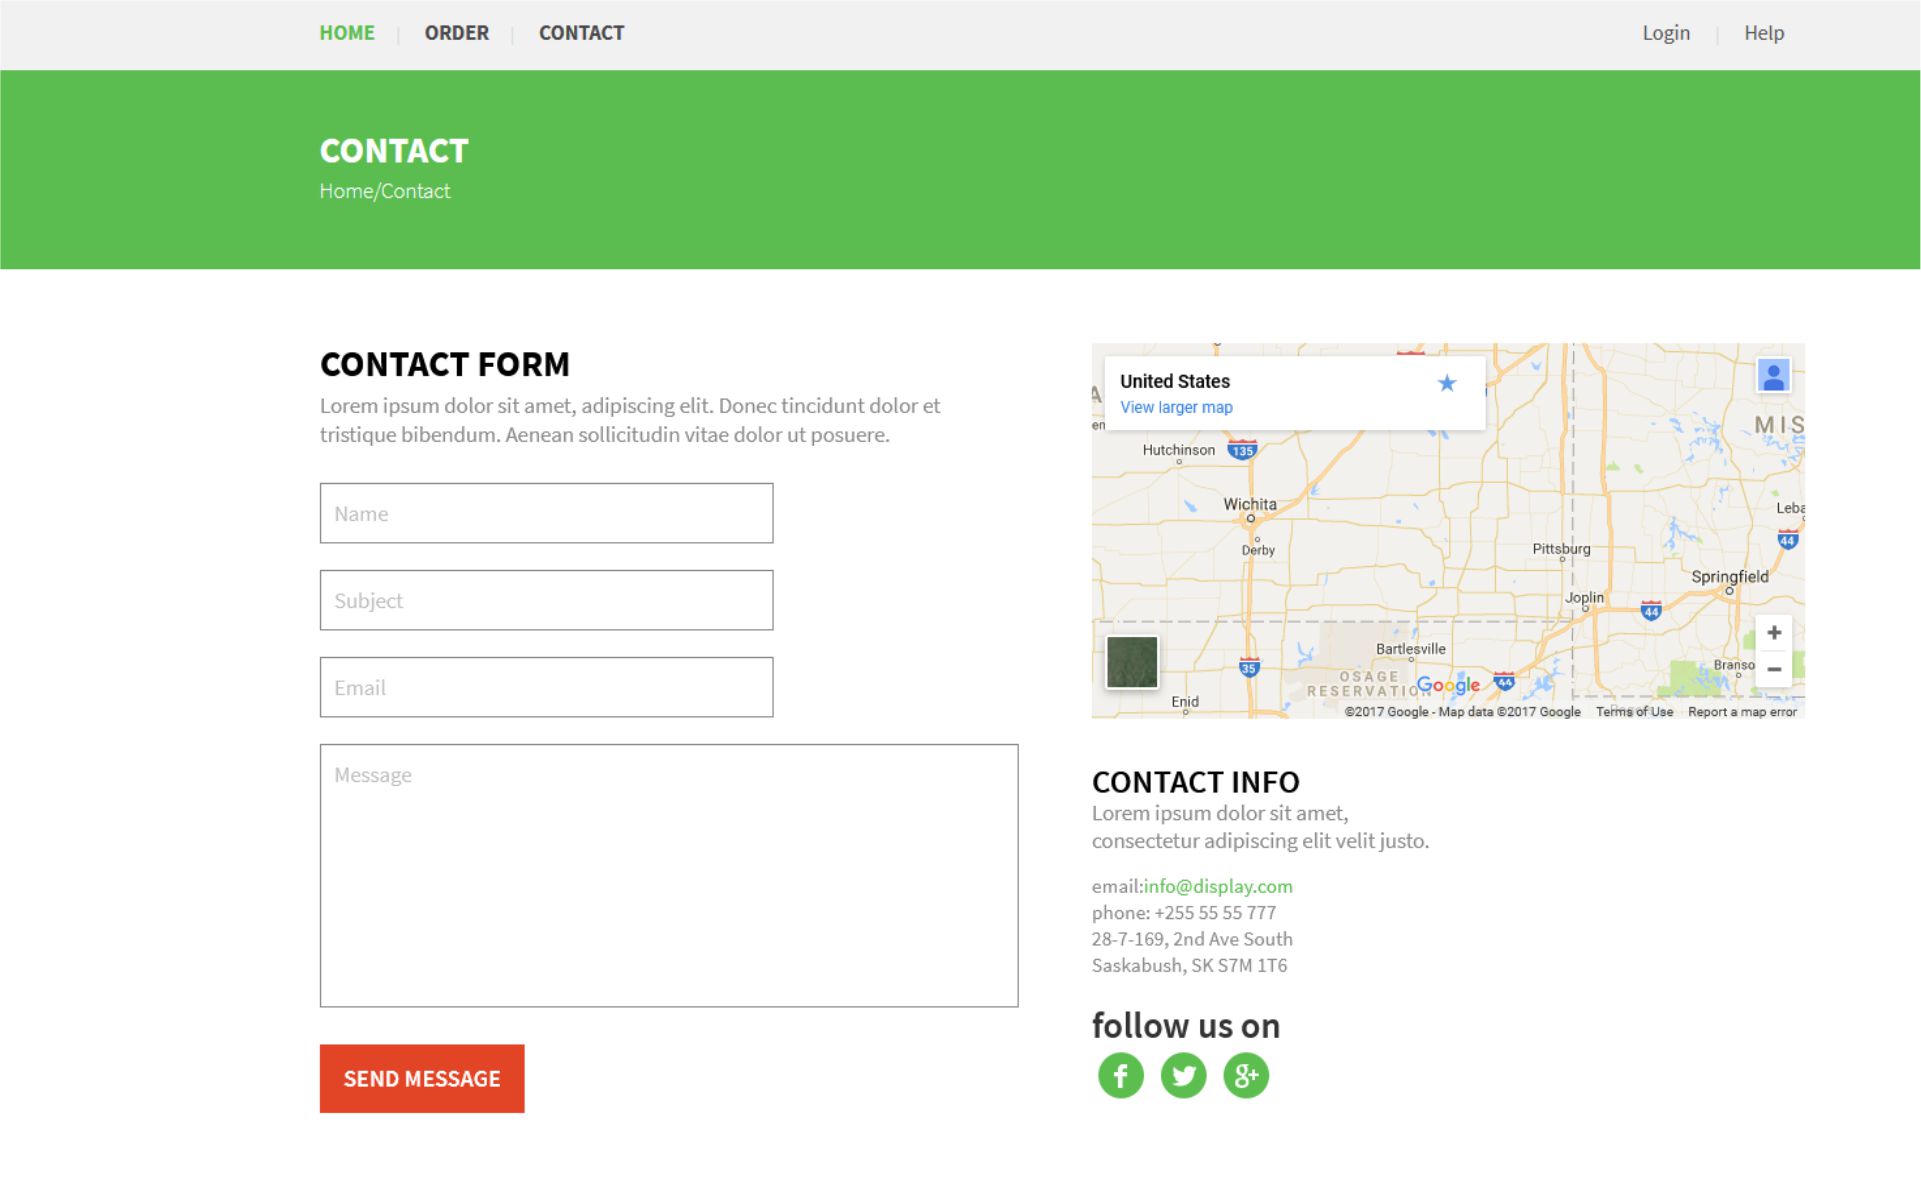 HOME | ORDER | CONTACT
Login | Help
CONTACT
Home/Contact
CONTACT FORM
Lorem ipsum dolor sit amet, adipiscing elit. Donec tincidunt dolor et
tristique bibendum. Aenean sollicitudin vitae dolor ut posuere.
Name
Subject
Email
Message
SEND MESSAGE
United States
View larger map
MIS
en
Hutchinson
135
Wichita
Leba
Derby
Pittsburg
44
Springfield
Joplin
44
Bartlesville
35
Branso
OSAGE
RESERVATION
Google
44
Enid
©2017 Google - Map data ©2017 Google Terms of Use Report a map error
CONTACT INFO
Lorem ipsum dolor sit amet,
consectetur adipiscing elit velit justo.
email:info@display.com
phone: +255 55 55 777
28-7-169, 2nd Ave South
Saskabush, SK S7M 1T6
follow us on
f
g+